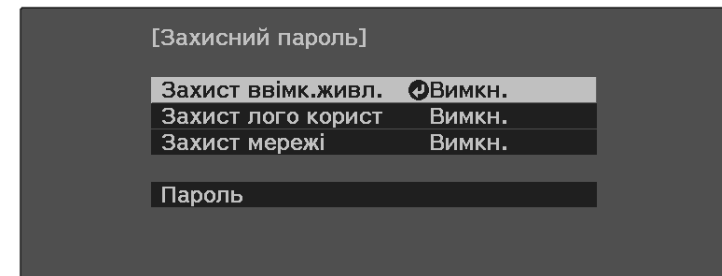 [Захисний пароль]
Захист ввімк.живл. Вимкн.
Захист лого корист Вимкн.
Захист мережі Вимкн.
Пароль